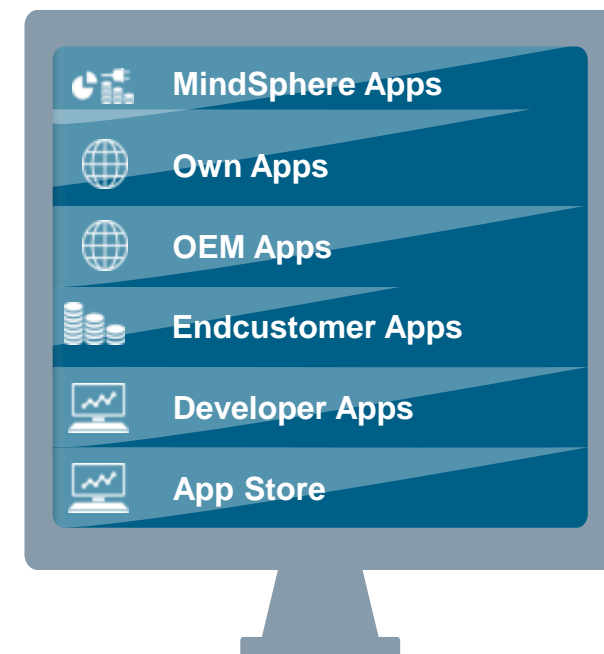 MindSphere Apps
Own Apps
OEM Apps
Endcustomer Apps
Developer Apps
App Store